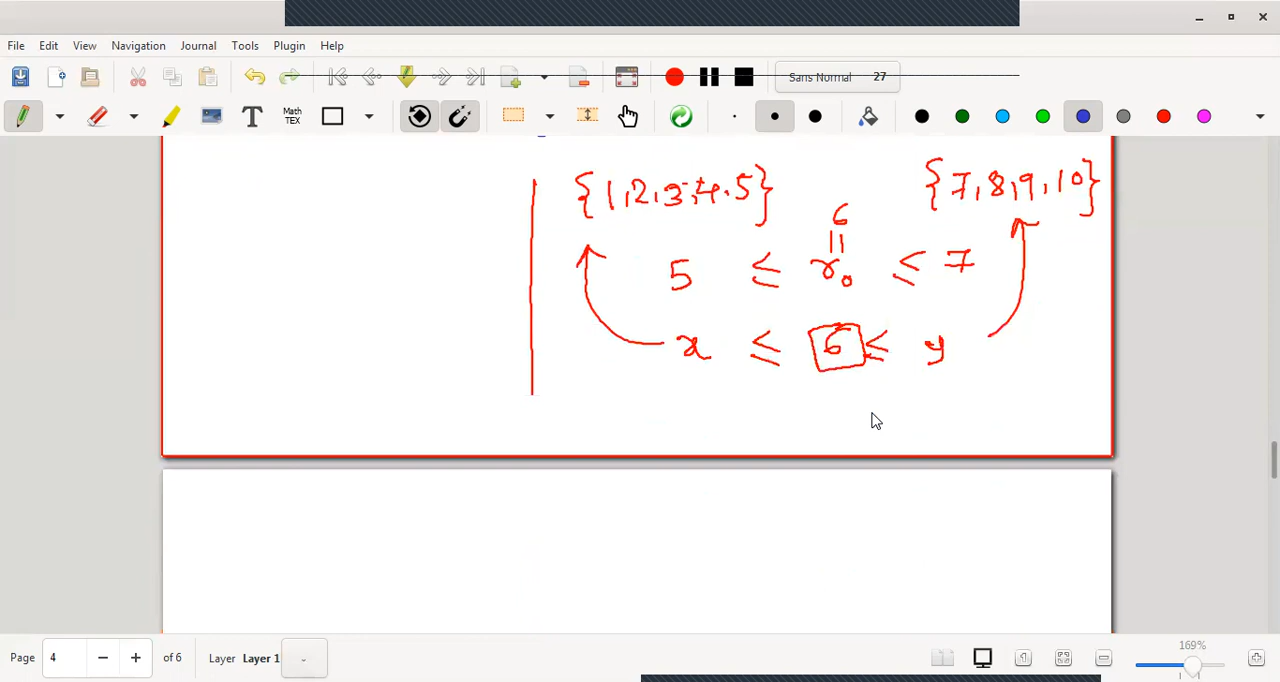 File Edit View Navigation Journal Tools Plugin Help
Sans Normal 27
T Math TEX
{1,2,3,4,5} {7,8,9,10}
6
||
5 ≤ r₀ ≤ 7
x ≤ 6 ≤ y
Page 4 of 6 Layer Layer 1 169%